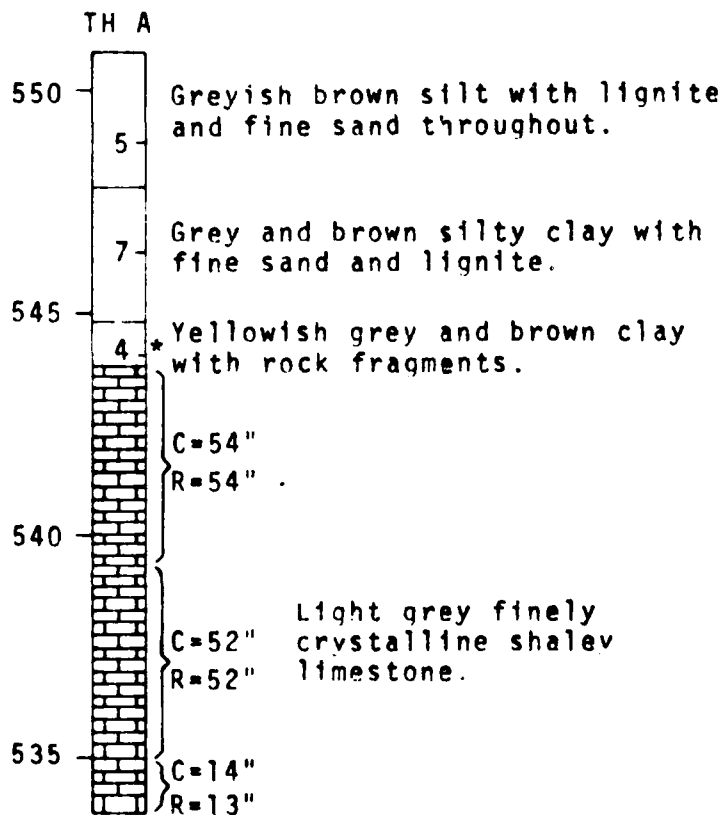 TH A
550
Greyish brown silt with lignite
and fine sand throughout.
5
Grey and brown silty clay with
7
fine sand and lignite.
545
Yellowish grey and brown clay
4 *
with rock fragments.
C=54"
R=54"
540
Light grey finely
C=52" crystalline shaley
R=52" limestone.
535
C=14"
R=13"